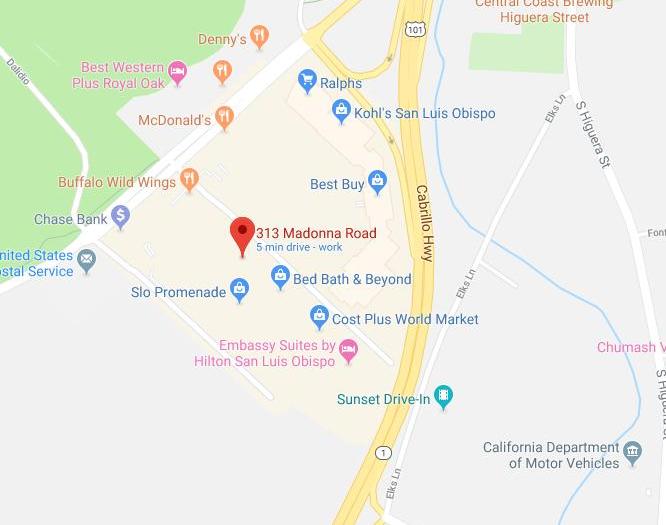 Central Coast Brewing
Higuera Street
101
Denny's
Dalidio
Best Western
Plus Royal Oak
Ralphs
Elks Ln
S Higuera St
McDonald's
Kohl's San Luis Obispo
Buffalo Wild Wings
Best Buy
Chase Bank
Cabrillo Hwy
313 Madonna Road
5 min drive - work
Font
United States
ostal Service
$
Elks Ln
Bed Bath & Beyond
Slo Promenade
Cost Plus World Market
Embassy Suites by
Hilton San Luis Obispo
Chumash V
S Higuera St
Sunset Drive-In
1
California Department
of Motor Vehicles
Elks Ln